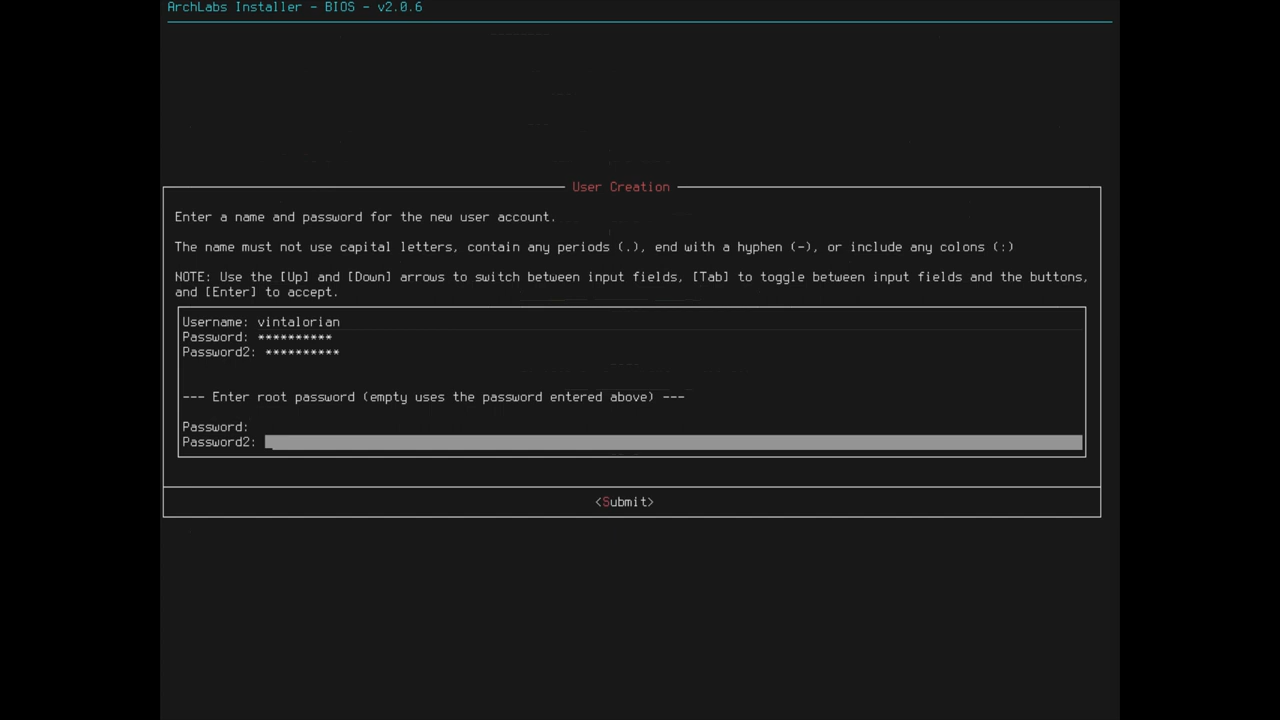 ArchLabs Installer - BIOS - v2.0.6
User Creation
Enter a name and password for the new user account.
The name must not use capital letters, contain any periods (.), end with a hyphen (-), or include any colons (:)
NOTE: Use the [Up] and [Down] arrows to switch between input fields, [Tab] to toggle between input fields and the buttons,
and [Enter] to accept.
Username: vintalorian
Password: **********
Password2: **********
--- Enter root password (empty uses the password entered above) ---
Password:
Password2:
<Submit>